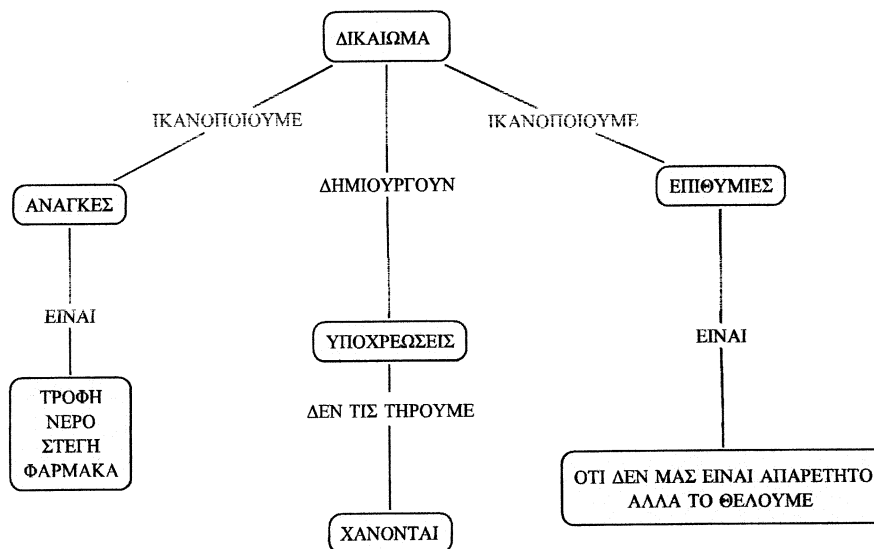 ΔΙΚΑΙΩΜΑ
ΙΚΑΝΟΠΟΙΟΥΜΕ
ΙΚΑΝΟΠΟΙΟΥΜΕ
ΔΗΜΙΟΥΡΓΟΥΝ
ΕΠΙΘΥΜΙΕΣ
ΑΝΑΓΚΕΣ
ΕΙΝΑΙ
ΥΠΟΧΡΕΩΣΕΙΣ
ΕΙΝΑΙ
ΤΡΟΦΗ
ΝΕΡΟ
ΣΤΕΓΗ
ΦΑΡΜΑΚΑ
ΔΕΝ ΤΙΣ ΤΗΡΟΥΜΕ
ΟΤΙ ΔΕΝ ΜΑΣ ΕΙΝΑΙ ΑΠΑΡΕΤΗΤΟ
ΑΛΛΑ ΤΟ ΘΕΛΟΥΜΕ
ΧΑΝΟΝΤΑΙ